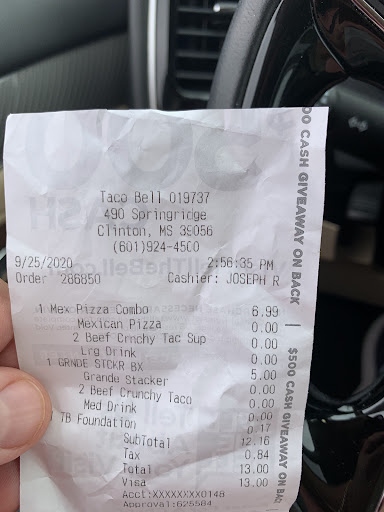 Taco Bell 019737
490 Springridge
Clinton, MS 39056
(601)924-4500
9/25/2020 2:56:35 PM
Order 286850 Cashier: JOSEPH R
1 Mex Pizza Combo 6.99
Mexican Pizza 0.00
2 Beef Crnchy Tac Sup 0.00
Lrg Drink 0.00
1 GRNDE STCKR BX 5.00
Grande Stacker 0.00
2 Beef Crunchy Taco 0.00
Med Drink 0.00
TB Foundation 0.17
SubTotal 12.16
Tax 0.84
Total 13.00
Visa 13.00
Acct:XXXXXXXX0148
Approval:625584
00 CASH GIVEAWAY ON BACK | $500 CASH GIVEAWAY ON BACK